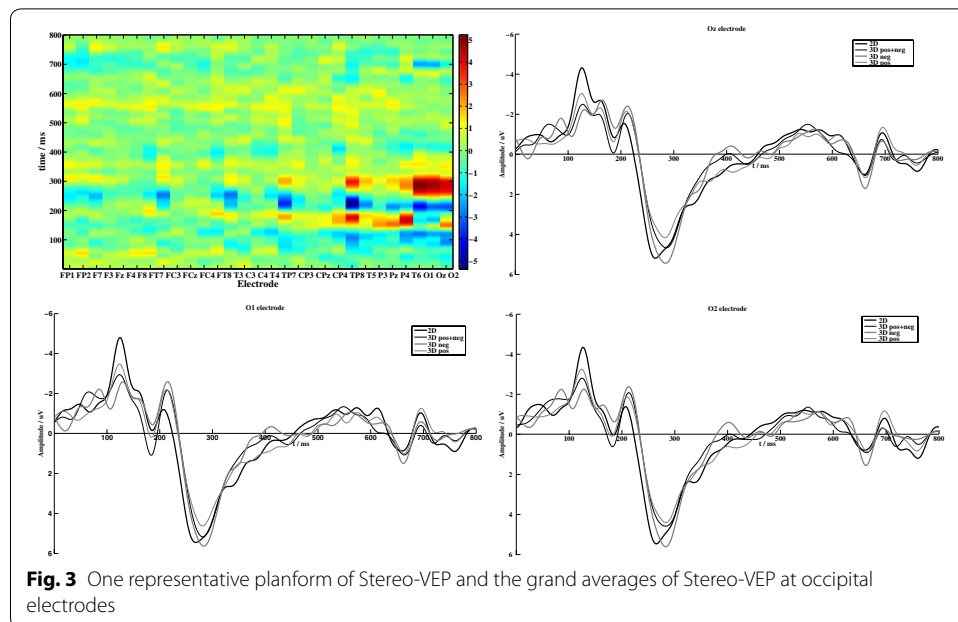 800
700
600
500
400
300
200
100
time / ms
FP1 FP2 F7 F3 Fz F4 F8 FT7 FC3 FCz FC4 FT8 T3 C3 C4 T4 TP7 CP3 CPz CP4 TP8 T5 P3 Pz P4 T6 O1 Oz O2
Electrode
5
4
3
2
1
0
−1
−2
−3
−4
−5
Oz electrode
−6
−4
−2
0
2
4
6
Amplitude / uV
100 200 300 400 500 600 700 800
t / ms
2D
3D pos+neg
3D neg
3D pos
O1 electrode
−6
−4
−2
0
2
4
6
Amplitude / uV
100 200 300 400 500 600 700 800
t / ms
2D
3D pos+neg
3D neg
3D pos
O2 electrode
−6
−4
−2
0
2
4
6
Amplitude / uV
100 200 300 400 500 600 700 800
t / ms
2D
3D pos+neg
3D neg
3D pos
Fig. 3 One representative planform of Stereo-VEP and the grand averages of Stereo-VEP at occipital
electrodes